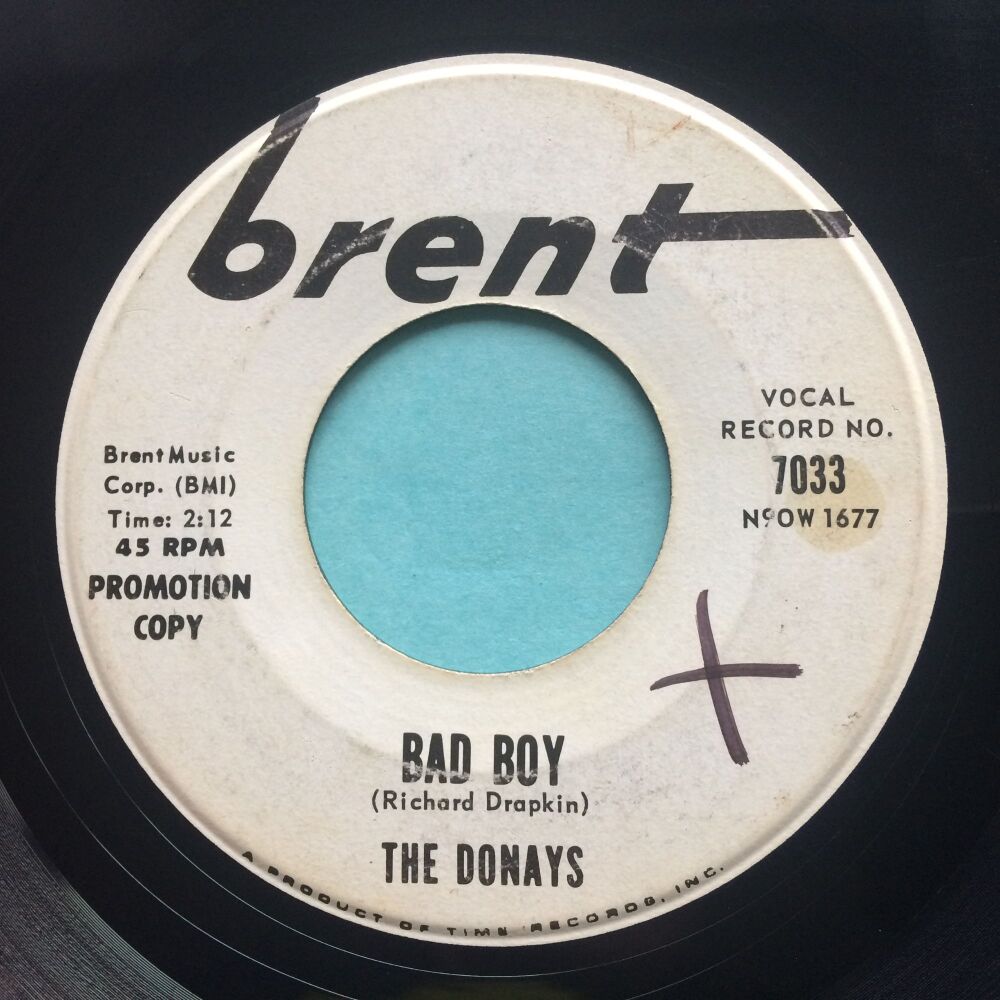 brent
VOCAL
RECORD NO.
7033
NºOW 1677
Brent Music
Corp. (BMI)
Time: 2:12
45 RPM
PROMOTION
COPY
BAD BOY
(Richard Drapkin)
THE DONAYS
A PRODUCT OF TIME RECORDS, INC.